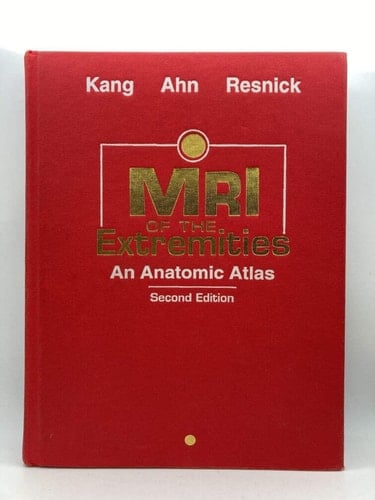 Kang Ahn Resnick
MRI
OF THE
Extremities
An Anatomic Atlas
Second Edition